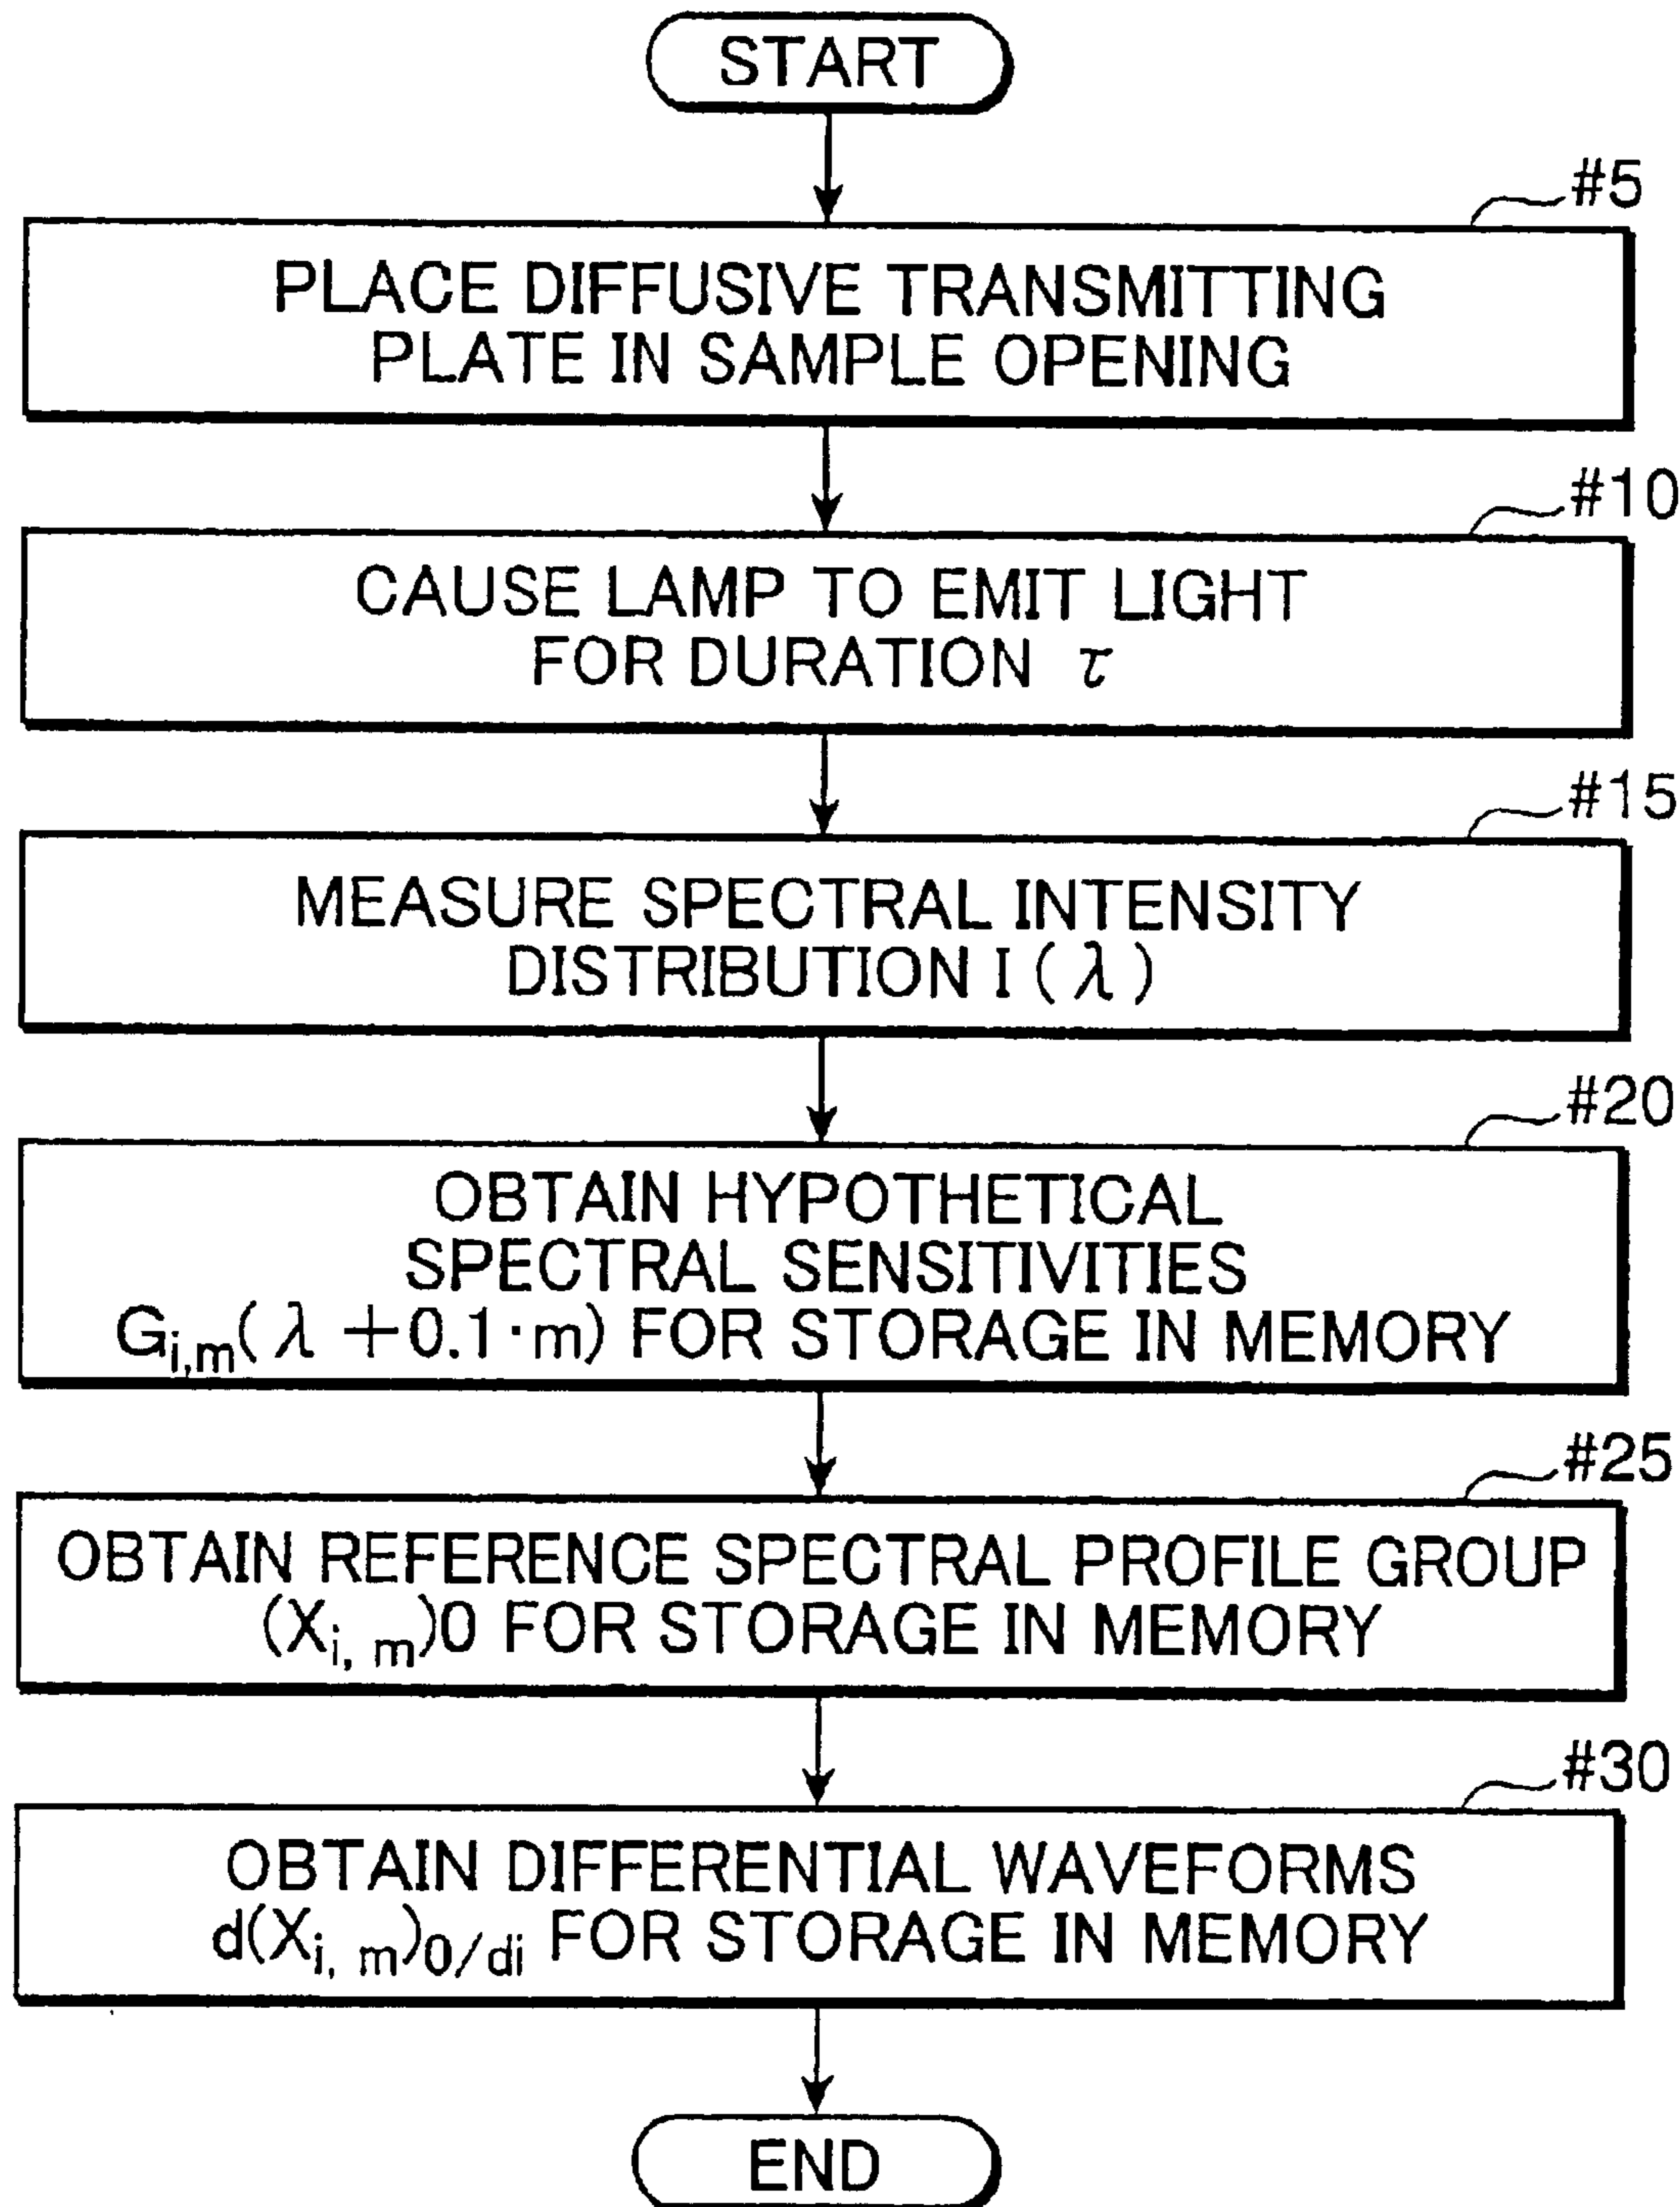 START
#5
PLACE DIFFUSIVE TRANSMITTING
PLATE IN SAMPLE OPENING
#10
CAUSE LAMP TO EMIT LIGHT
FOR DURATION τ
#15
MEASURE SPECTRAL INTENSITY
DISTRIBUTION I(λ)
#20
OBTAIN HYPOTHETICAL
SPECTRAL SENSITIVITIES
Gi,m(λ+0.1·m) FOR STORAGE IN MEMORY
#25
OBTAIN REFERENCE SPECTRAL PROFILE GROUP
(Xi, m)0 FOR STORAGE IN MEMORY
#30
OBTAIN DIFFERENTIAL WAVEFORMS
d(Xi, m)0/di FOR STORAGE IN MEMORY
END